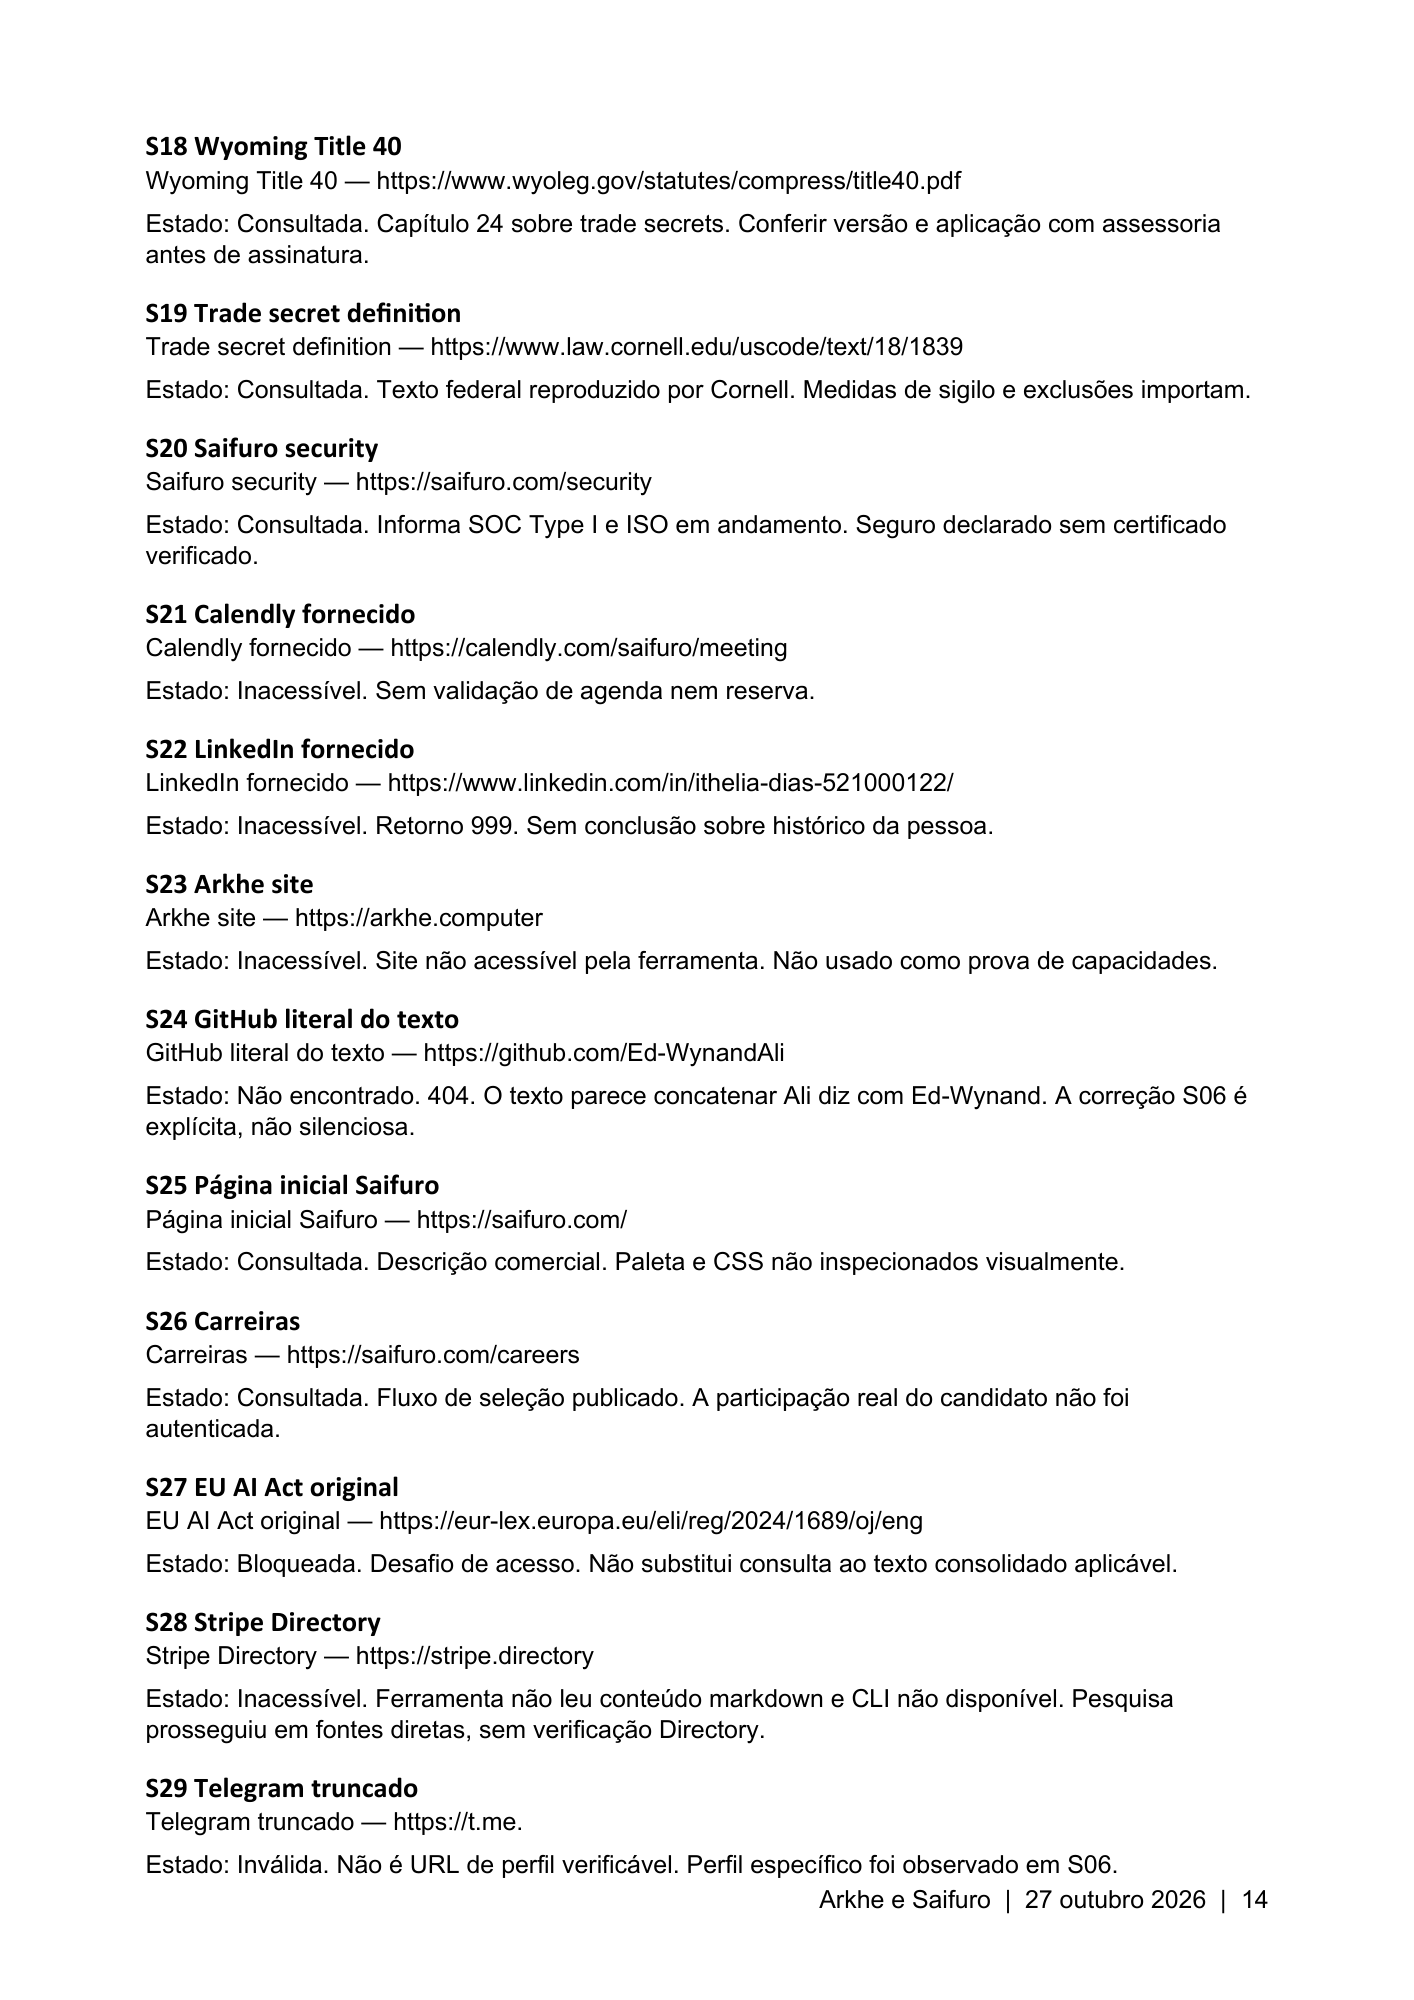 S18 Wyoming Title 40
Wyoming Title 40 — https://www.wyoleg.gov/statutes/compress/title40.pdf
Estado: Consultada. Capítulo 24 sobre trade secrets. Conferir versão e aplicação com assessoria
antes de assinatura.
S19 Trade secret definition
Trade secret definition — https://www.law.cornell.edu/uscode/text/18/1839
Estado: Consultada. Texto federal reproduzido por Cornell. Medidas de sigilo e exclusões importam.
S20 Saifuro security
Saifuro security — https://saifuro.com/security
Estado: Consultada. Informa SOC Type I e ISO em andamento. Seguro declarado sem certificado
verificado.
S21 Calendly fornecido
Calendly fornecido — https://calendly.com/saifuro/meeting
Estado: Inacessível. Sem validação de agenda nem reserva.
S22 LinkedIn fornecido
LinkedIn fornecido — https://www.linkedin.com/in/ithelia-dias-521000122/
Estado: Inacessível. Retorno 999. Sem conclusão sobre histórico da pessoa.
S23 Arkhe site
Arkhe site — https://arkhe.computer
Estado: Inacessível. Site não acessível pela ferramenta. Não usado como prova de capacidades.
S24 GitHub literal do texto
GitHub literal do texto — https://github.com/Ed-WynandAli
Estado: Não encontrado. 404. O texto parece concatenar Ali diz com Ed-Wynand. A correção S06 é
explícita, não silenciosa.
S25 Página inicial Saifuro
Página inicial Saifuro — https://saifuro.com/
Estado: Consultada. Descrição comercial. Paleta e CSS não inspecionados visualmente.
S26 Carreiras
Carreiras — https://saifuro.com/careers
Estado: Consultada. Fluxo de seleção publicado. A participação real do candidato não foi
autenticada.
S27 EU AI Act original
EU AI Act original — https://eur-lex.europa.eu/eli/reg/2024/1689/oj/eng
Estado: Bloqueada. Desafio de acesso. Não substitui consulta ao texto consolidado aplicável.
S28 Stripe Directory
Stripe Directory — https://stripe.directory
Estado: Inacessível. Ferramenta não leu conteúdo markdown e CLI não disponível. Pesquisa
prosseguiu em fontes diretas, sem verificação Directory.
S29 Telegram truncado
Telegram truncado — https://t.me.
Estado: Inválida. Não é URL de perfil verificável. Perfil específico foi observado em S06.
Arkhe e Saifuro | 27 outubro 2026 | 14